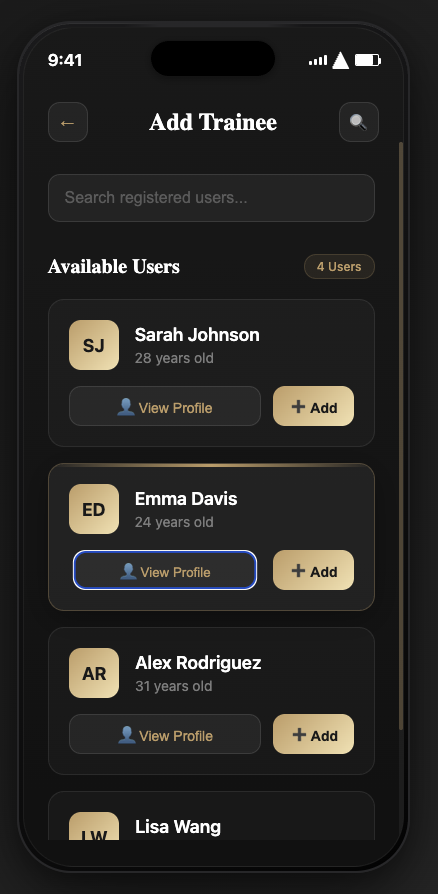 9:41
← Add Trainee
Search registered users...
Available Users 4 Users
SJ Sarah Johnson
28 years old
View Profile + Add
ED Emma Davis
24 years old
View Profile + Add
AR Alex Rodriguez
31 years old
View Profile + Add
LW Lisa Wang